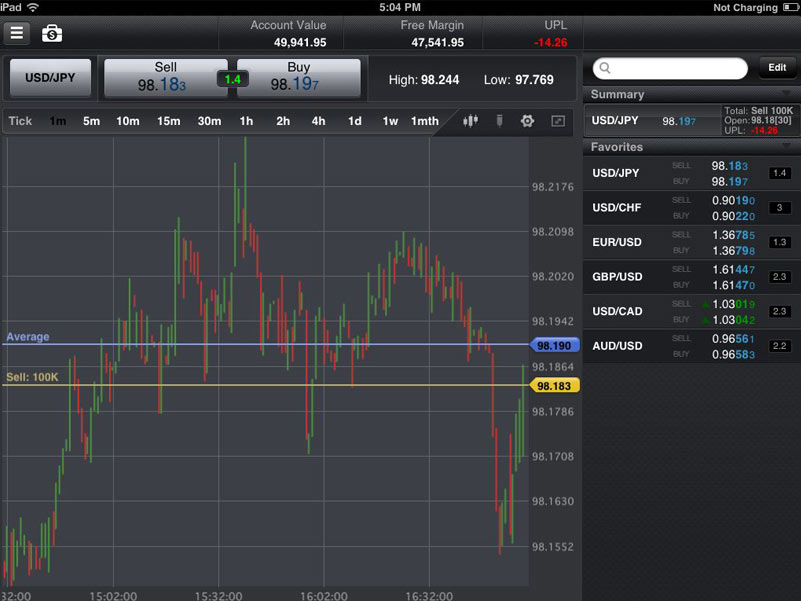 iPad 5:04 PM Not Charging
Account Value Free Margin UPL
49,941.95 47,541.95 -14.26
USD/JPY Sell 98.183 1.4 Buy 98.197 High: 98.244 Low: 97.769
Edit
Tick 1m 5m 10m 15m 30m 1h 2h 4h 1d 1w 1mth
98.2176
98.2098
98.2020
98.1942
Average 98.190
98.1864
Sell: 100K 98.183
98.1786
98.1708
98.1630
98.1552
:32:00 15:02:00 15:32:00 16:02:00 16:32:00
Summary
USD/JPY 98.197 Total: Sell 100K
Open: 98.18[30]
UPL: -14.26
Favorites
USD/JPY SELL 98.183 1.4
BUY 98.197
USD/CHF SELL 0.90190 3
BUY 0.90220
EUR/USD SELL 1.36785 1.3
BUY 1.36798
GBP/USD SELL 1.61447 2.3
BUY 1.61470
USD/CAD SELL 1.03019 2.3
BUY 1.03042
AUD/USD SELL 0.96561 2.2
BUY 0.96583